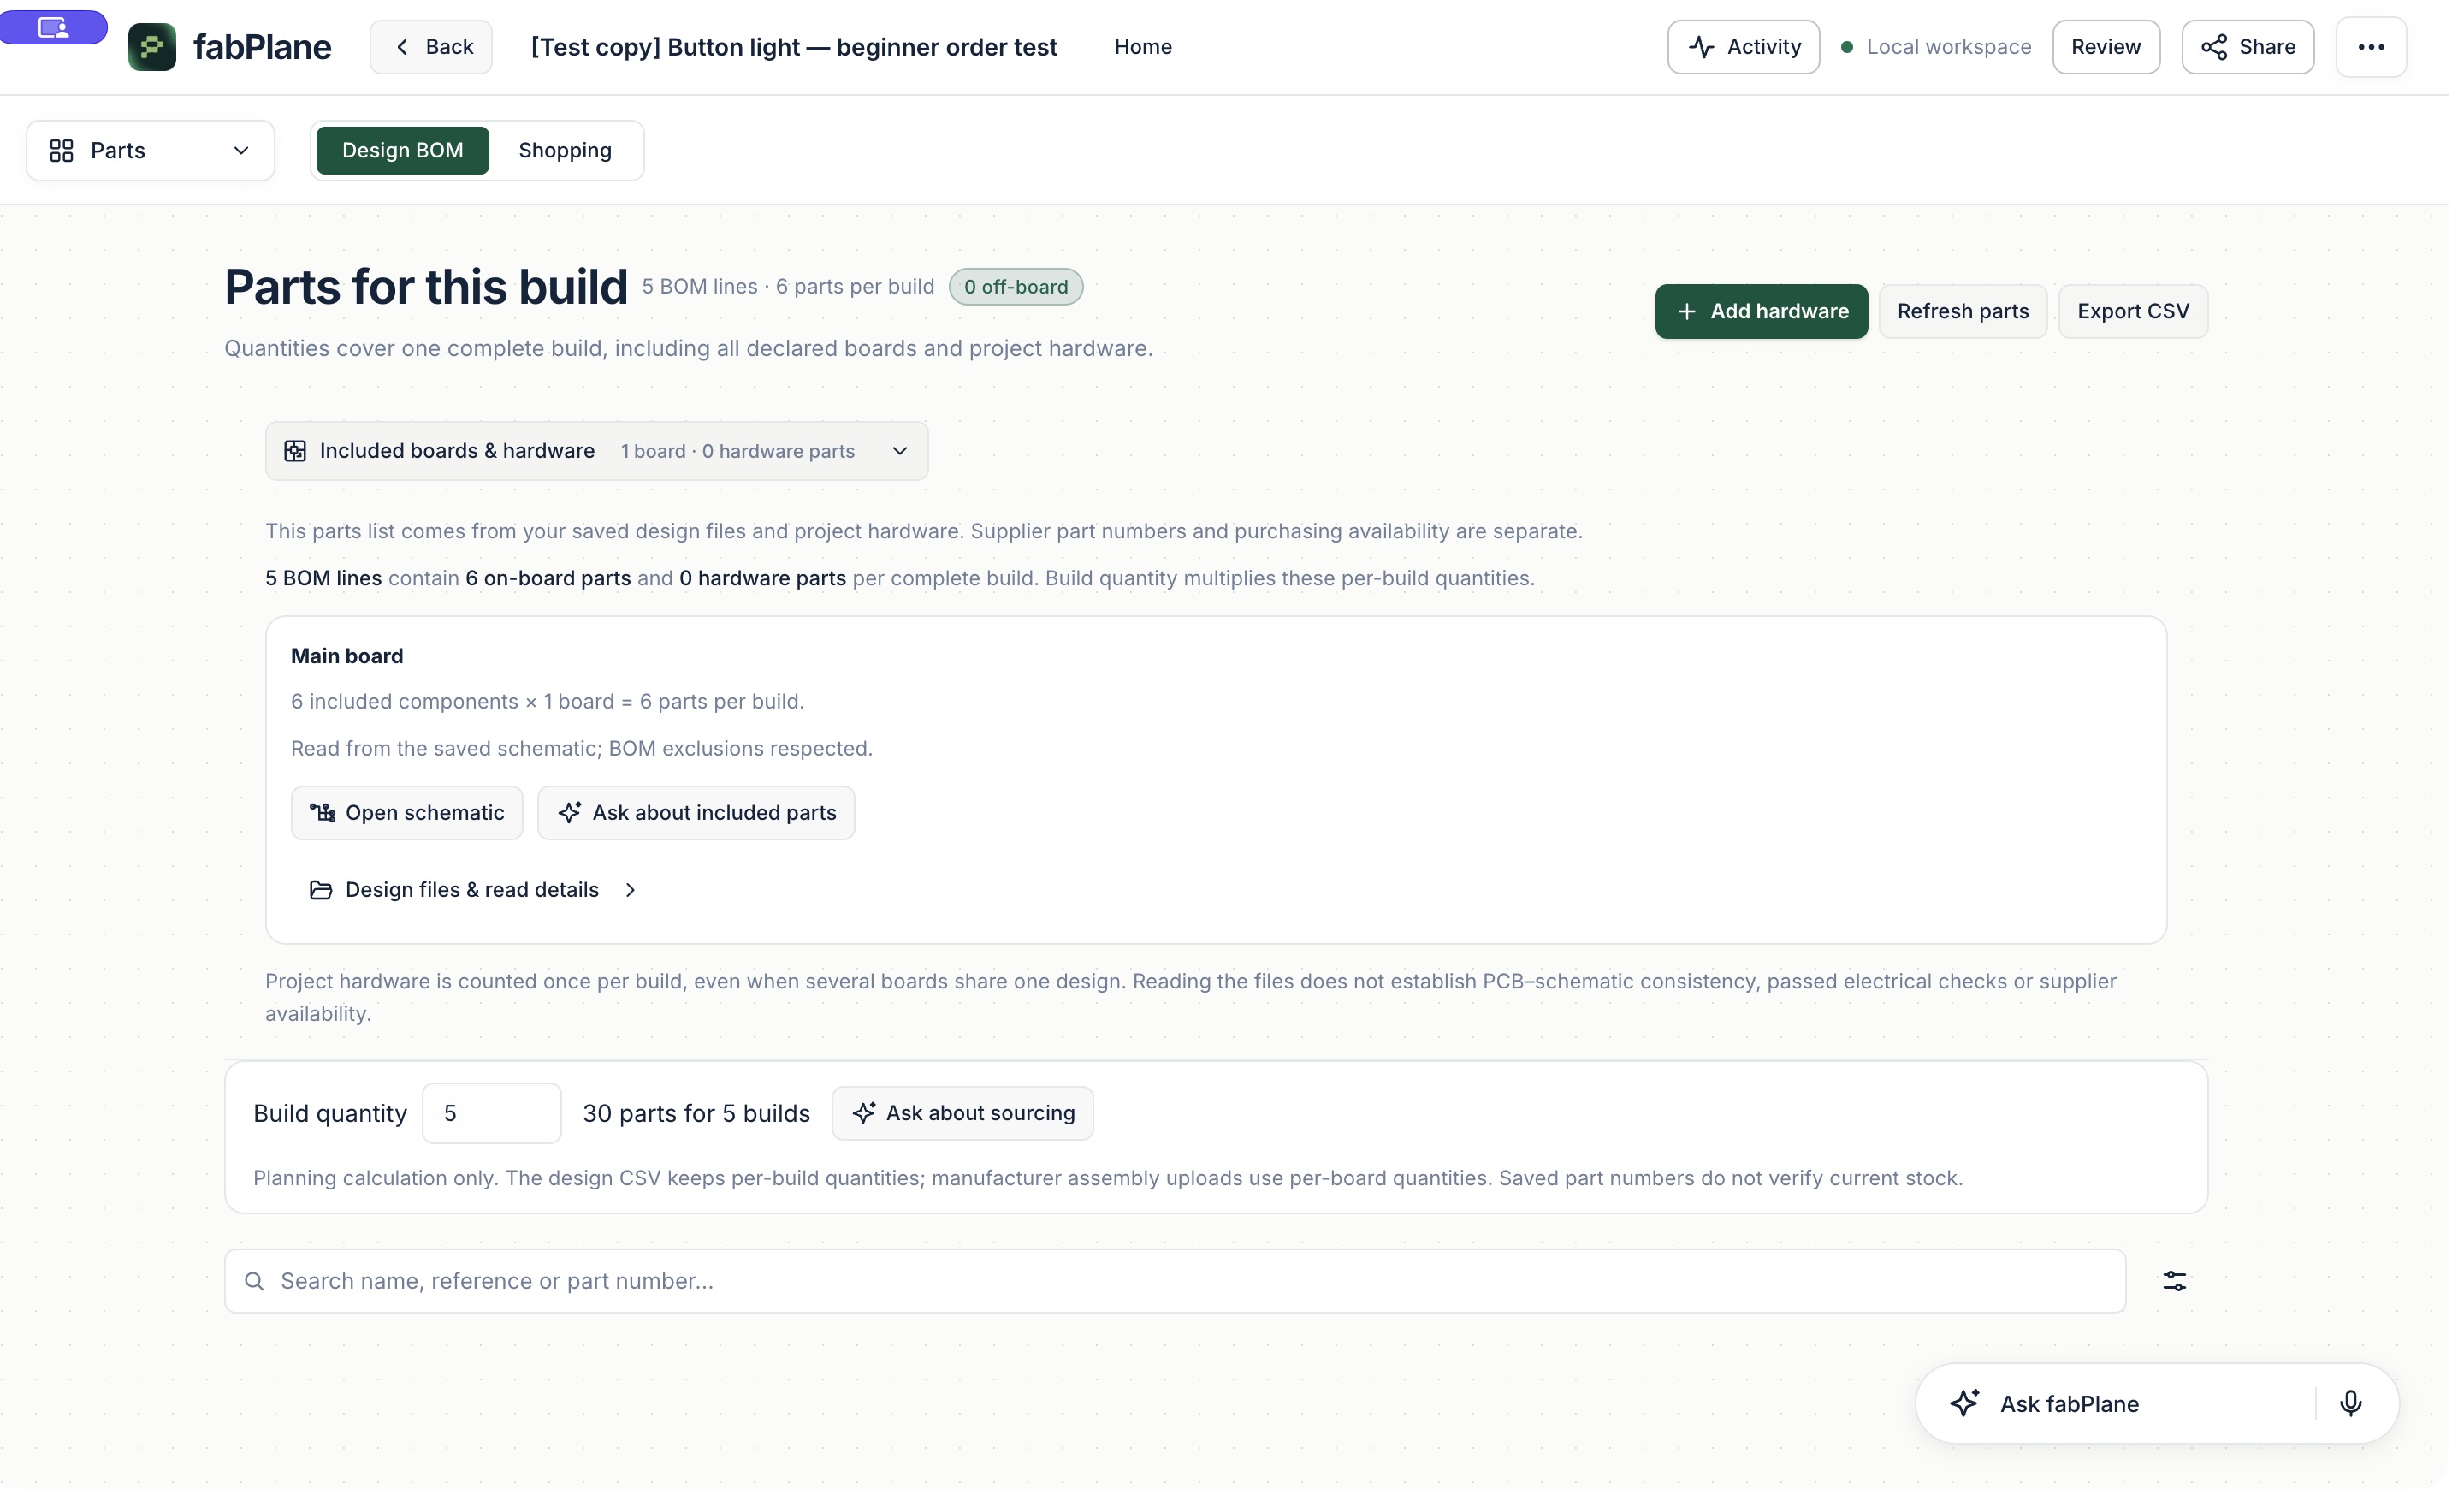 fabPlane
Back
[Test copy] Button light — beginner order test
Home
Activity
Local workspace
Review
Share
Parts
Design BOM
Shopping
Parts for this build
5 BOM lines · 6 parts per build
0 off-board
Quantities cover one complete build, including all declared boards and project hardware.
Add hardware
Refresh parts
Export CSV
Included boards & hardware
1 board · 0 hardware parts
This parts list comes from your saved design files and project hardware. Supplier part numbers and purchasing availability are separate.
5 BOM lines contain 6 on-board parts and 0 hardware parts per complete build. Build quantity multiplies these per-build quantities.
Main board
6 included components × 1 board = 6 parts per build.
Read from the saved schematic; BOM exclusions respected.
Open schematic
Ask about included parts
Design files & read details
Project hardware is counted once per build, even when several boards share one design. Reading the files does not establish PCB–schematic consistency, passed electrical checks or supplier
availability.
Build quantity
5
30 parts for 5 builds
Ask about sourcing
Planning calculation only. The design CSV keeps per-build quantities; manufacturer assembly uploads use per-board quantities. Saved part numbers do not verify current stock.
Search name, reference or part number...
Ask fabPlane